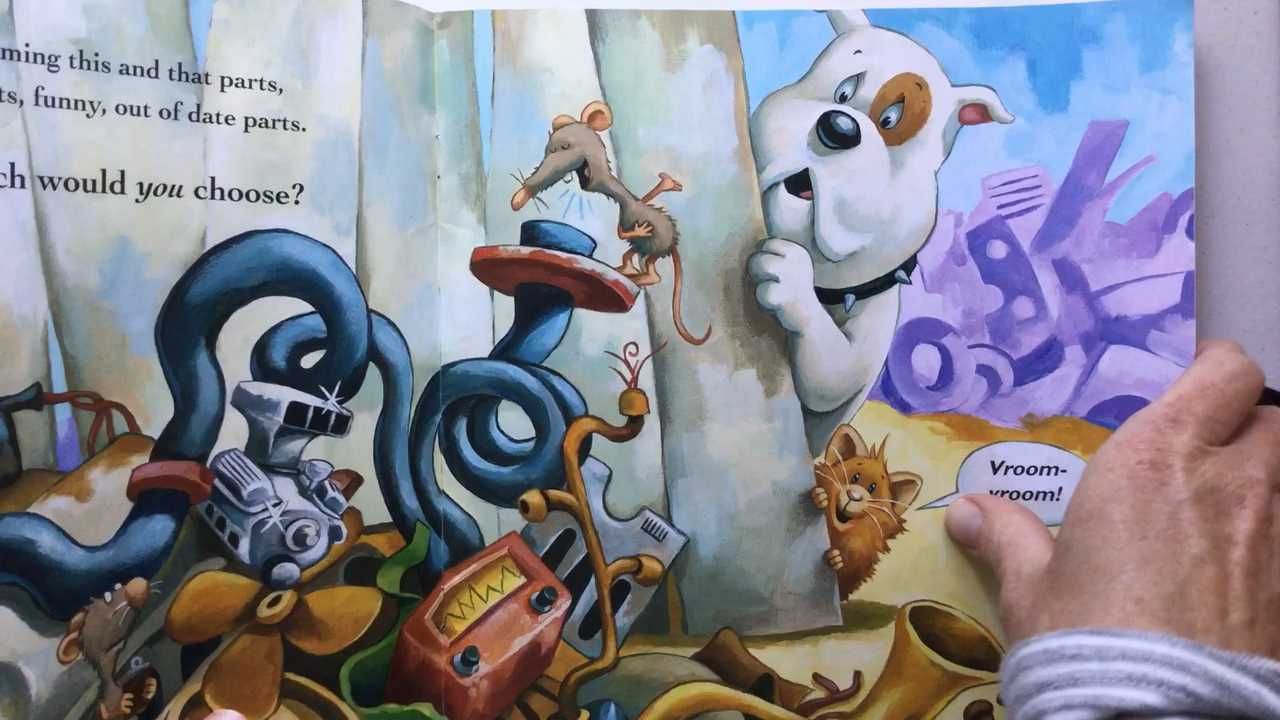 ming this and that parts,
ts, funny, out of date parts.
ch would you choose?
Vroom-
vroom!